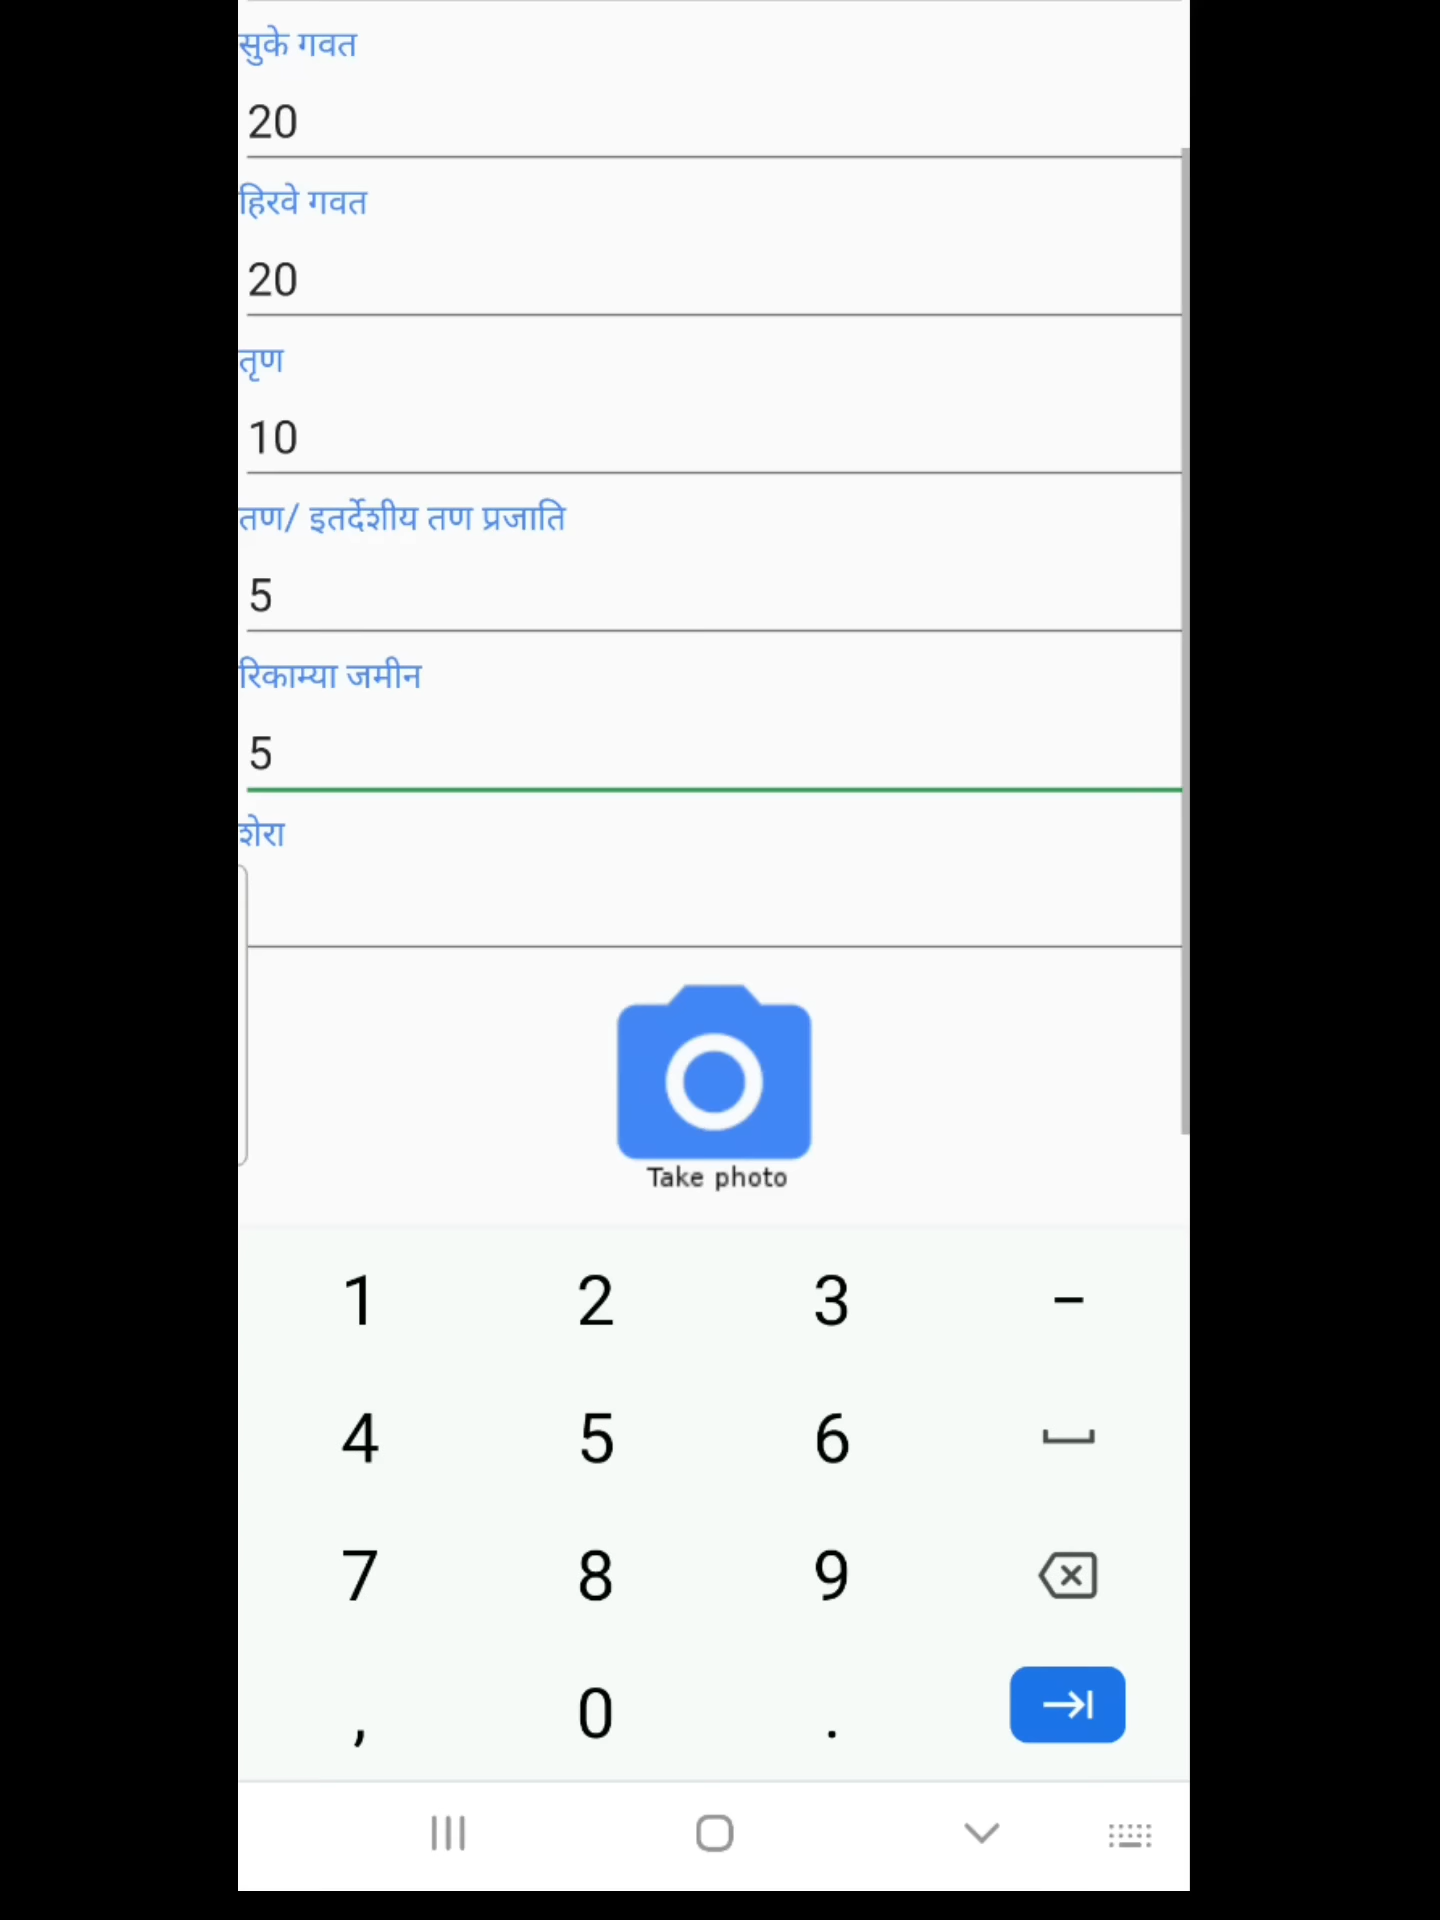 सुके गवत
20
हिरवे गवत
20
तृण
10
तण/ इतर्देशीय तण प्रजाति
5
रिकाम्या जमीन
5
शेरा
Take photo
1 2 3 –
4 5 6
7 8 9
, 0 .